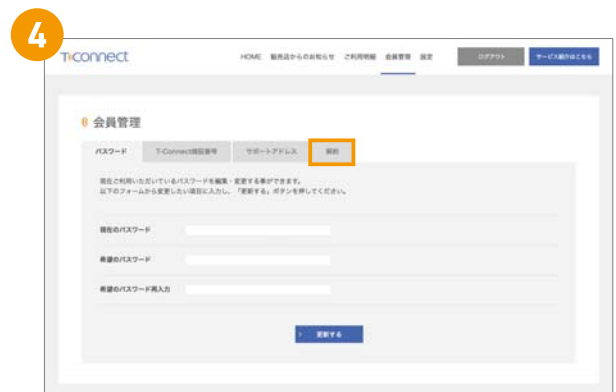 4
T-Connect
HOME 販売店からのお知らせ ご利用明細 会員管理 設定 ログアウト サービス紹介はこちら
会員管理
パスワード T-Connect暗証番号 サポートアドレス 解約
現在ご利用いただいているパスワードを編集・変更する事ができます。
以下のフォームから変更したい項目に入力し、「更新する」ボタンを押してください。
現在のパスワード
希望のパスワード
希望のパスワード再入力
更新する